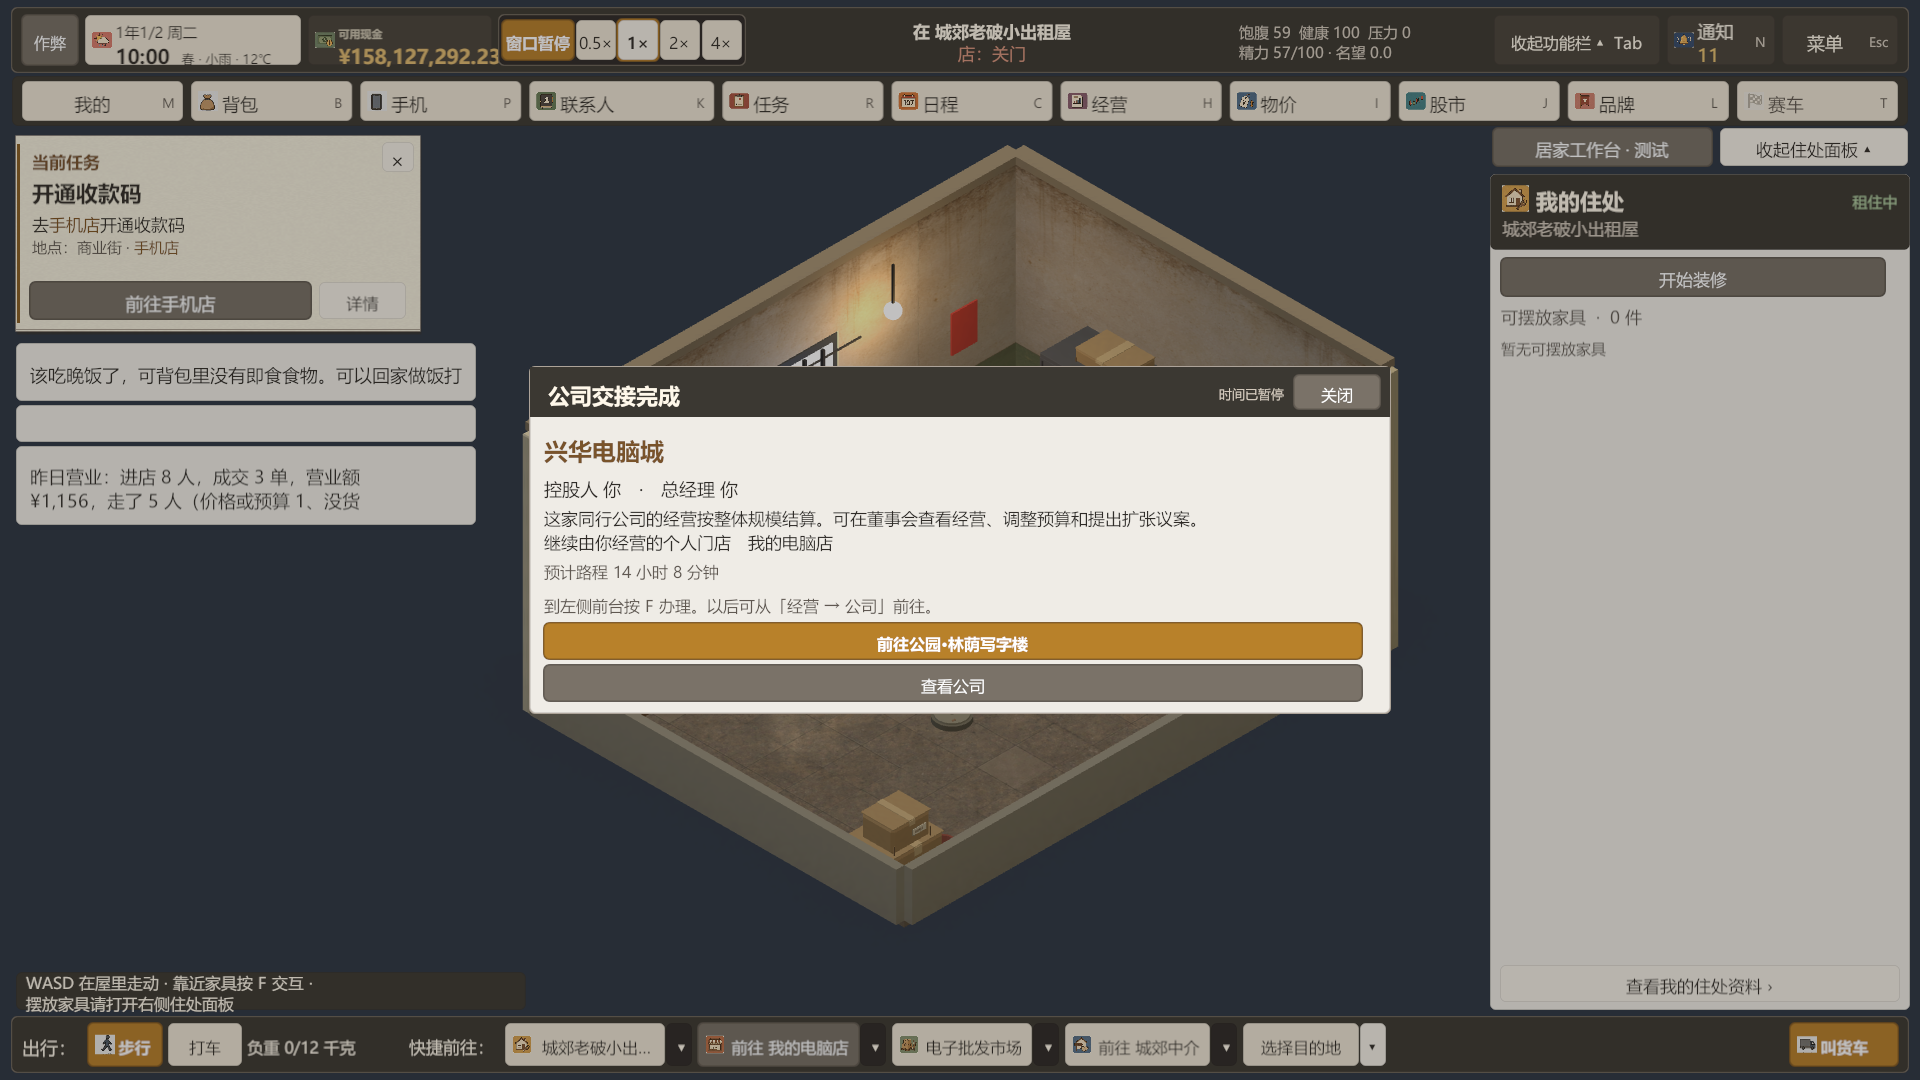 作弊
1年1/2 周二
10:00 春 · 小雨 · 12℃
可用现金
¥158,127,292.23
窗口暂停 0.5× 1× 2× 4×
在 城郊老破小出租屋
店：关门
饱腹 59 健康 100 压力 0
精力 57/100 · 名望 0.0
收起功能栏 ▴ Tab
通知 11 N
菜单 Esc
我的 M
背包 B
手机 P
联系人 K
任务 R
日程 C
经营 H
物价 I
股市 J
品牌 L
赛车 T
当前任务 ×
开通收款码
去手机店开通收款码
地点：商业街 · 手机店
前往手机店 详情
该吃晚饭了，可背包里没有即食食物。可以回家做饭打
昨日营业：进店 8 人，成交 3 单，营业额
¥1,156，走了 5 人（价格或预算 1、没货
居家工作台 · 测试 收起住处面板 ▴
我的住处 租住中
城郊老破小出租屋
开始装修
可摆放家具 · 0 件
暂无可摆放家具
查看我的住处资料 ›
公司交接完成 时间已暂停 关闭
兴华电脑城
控股人 你 · 总经理 你
这家同行公司的经营按整体规模结算。可在董事会查看经营、调整预算和提出扩张议案。
继续由你经营的个人门店 我的电脑店
预计路程 14 小时 8 分钟
到左侧前台按 F 办理。以后可从「经营 → 公司」前往。
前往公园·林荫写字楼
查看公司
WASD 在屋里走动 · 靠近家具按 F 交互 ·
摆放家具请打开右侧住处面板
出行： 步行 打车 负重 0/12 千克 快捷前往： 城郊老破小出... ▾ 前往 我的电脑店 ▾ 电子批发市场 ▾ 前往 城郊中介 ▾ 选择目的地 ▾ 叫货车